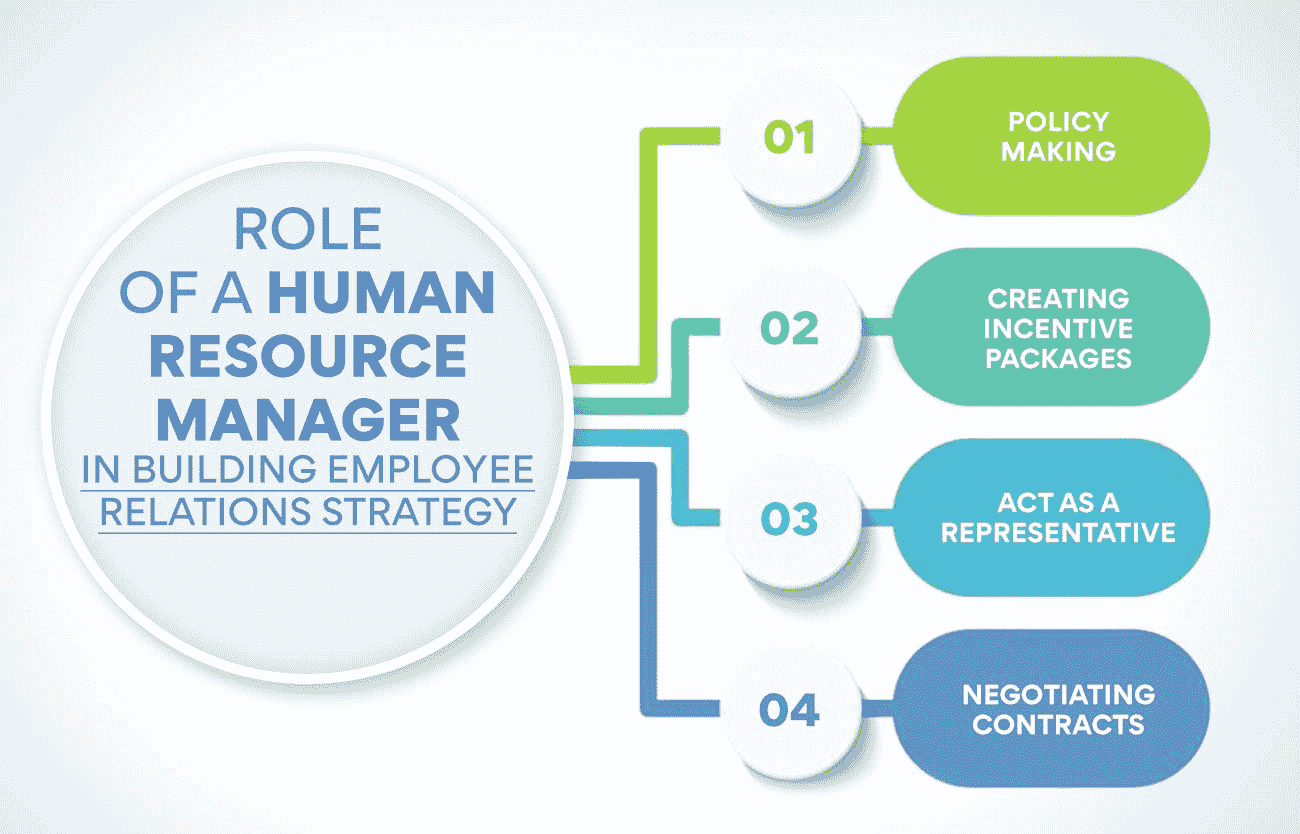 ROLE
OF A HUMAN
RESOURCE
MANAGER
IN BUILDING EMPLOYEE
RELATIONS STRATEGY
01
POLICY
MAKING
02
CREATING
INCENTIVE
PACKAGES
03
ACT AS A
REPRESENTATIVE
04
NEGOTIATING
CONTRACTS